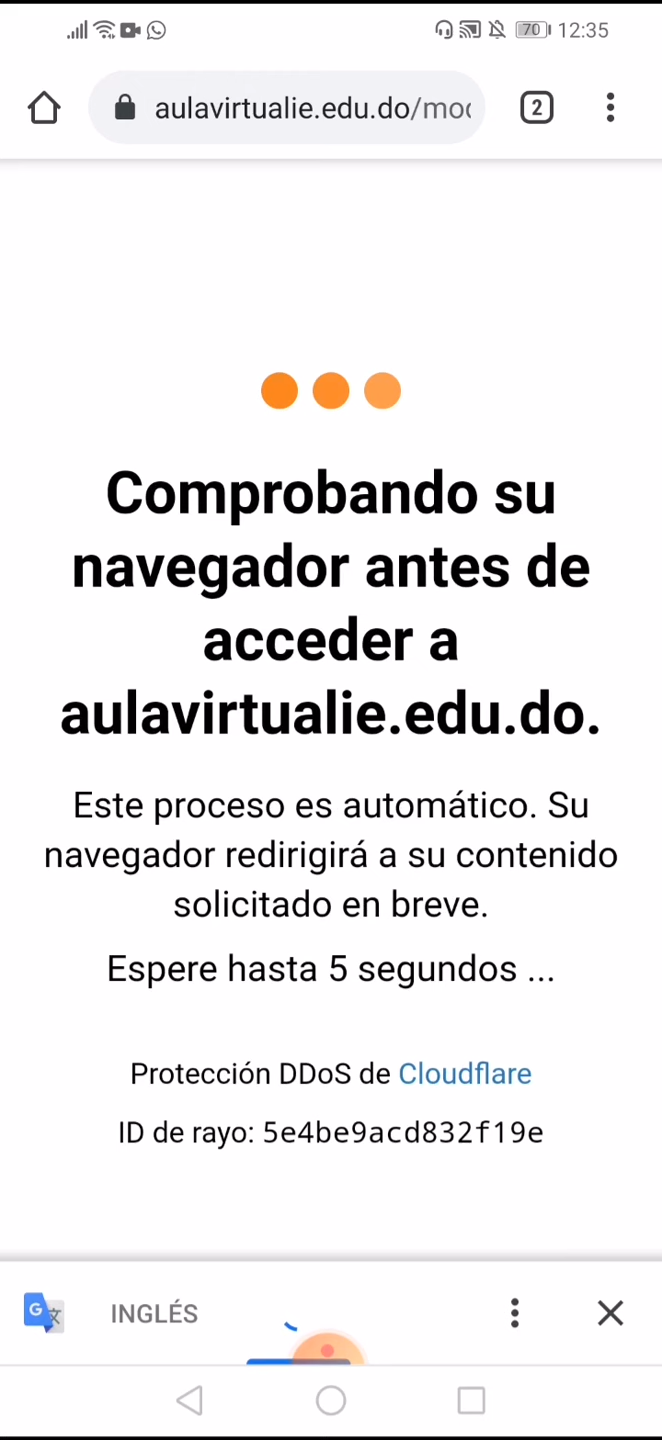 70 12:35
aulavirtualie.edu.do/mo
2
Comprobando su
navegador antes de
acceder a
aulavirtualie.edu.do.
Este proceso es automático. Su
navegador redirigirá a su contenido
solicitado en breve.
Espere hasta 5 segundos ...
Protección DDoS de Cloudflare
ID de rayo: 5e4be9acd832f19e
G 文 INGLÉS